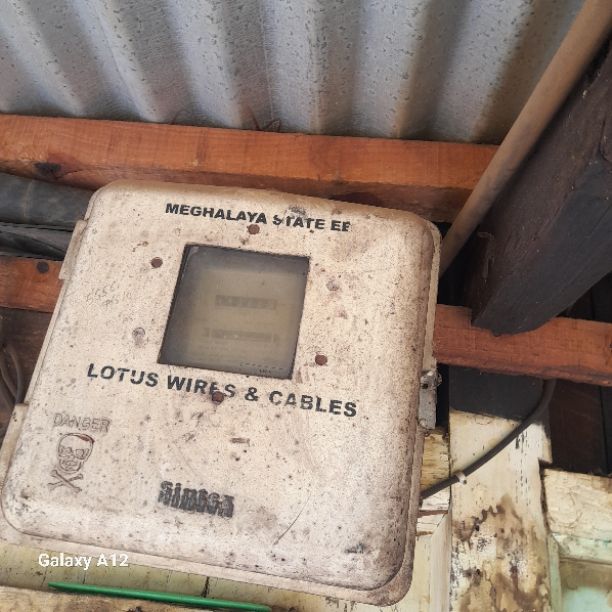 MEGHALAYA STATE EE
LOTUS WIRES & CABLES
DANGER
Galaxy A12